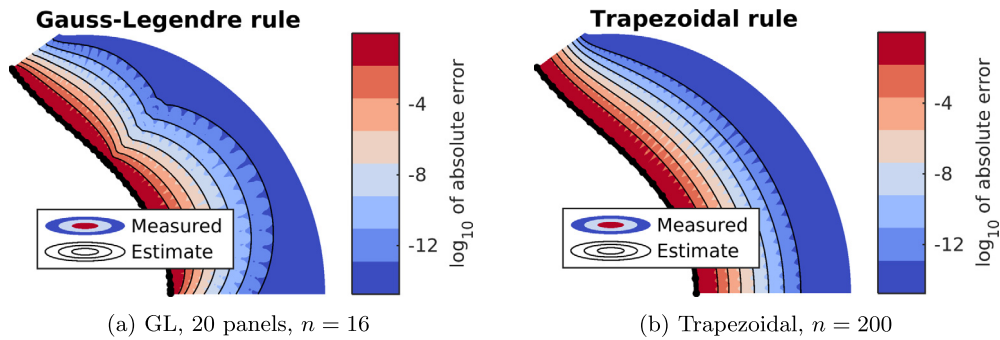 Gauss-Legendre rule
-4
-8
-12
log10 of absolute error
Measured
Estimate
(a) GL, 20 panels, n = 16
Trapezoidal rule
-4
-8
-12
log10 of absolute error
Measured
Estimate
(b) Trapezoidal, n = 200